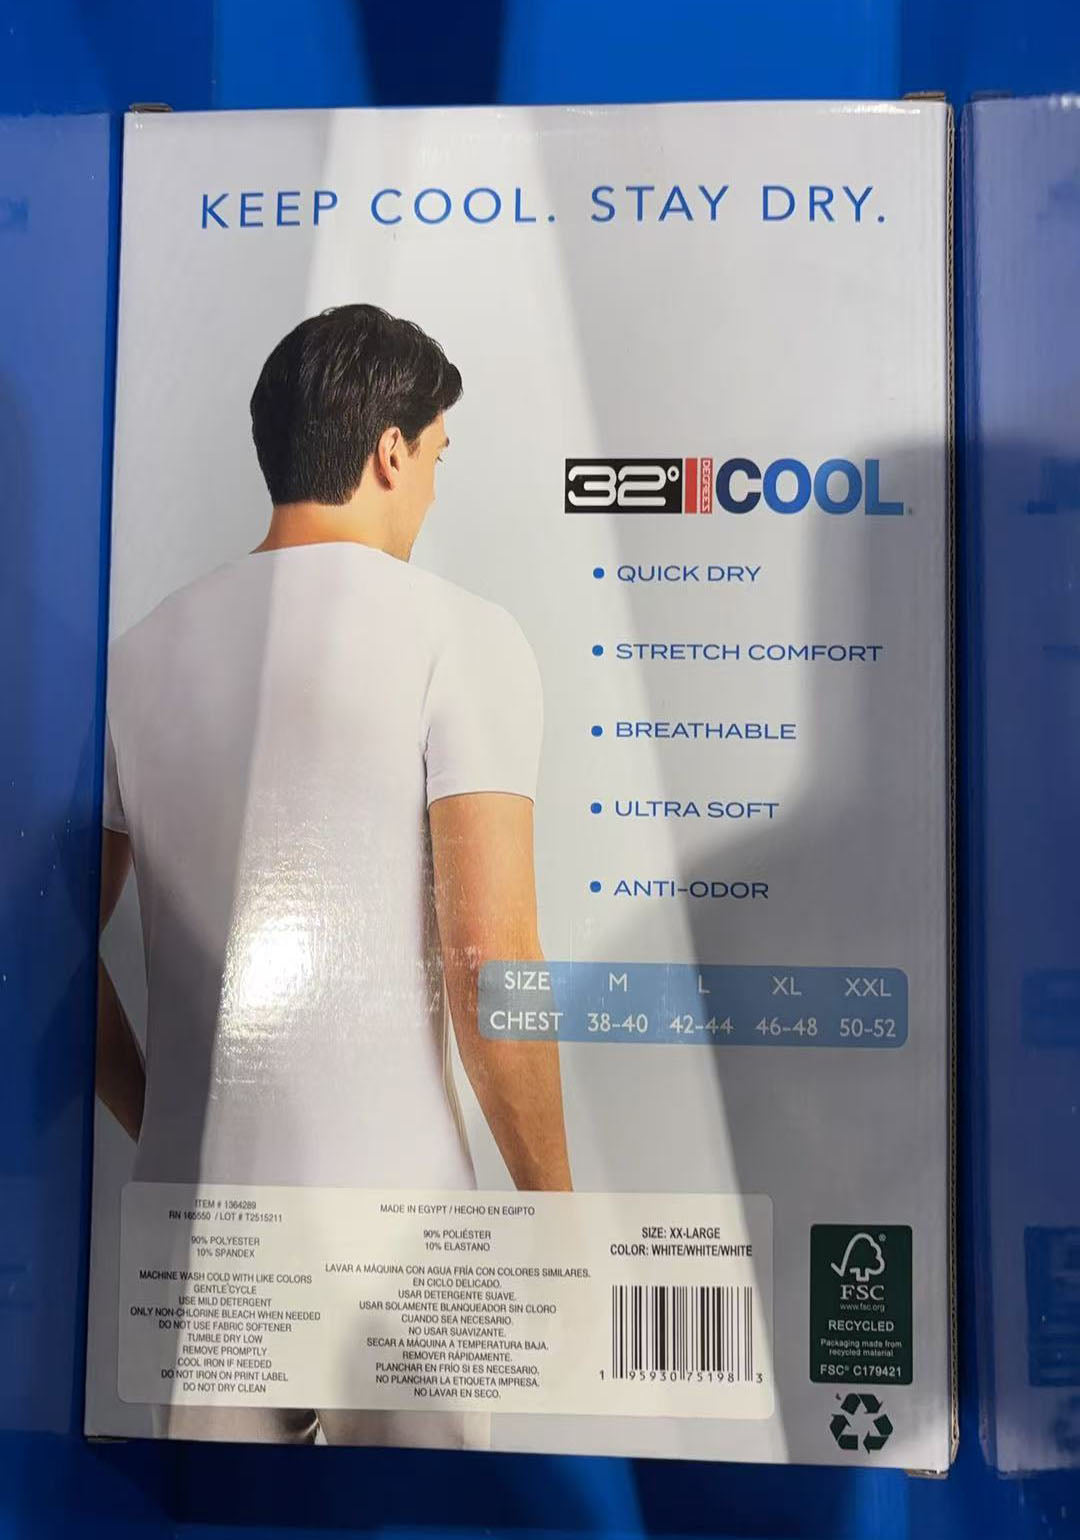 KEEP COOL. STAY DRY.
32° DEGREES COOL
• QUICK DRY
• STRETCH COMFORT
• BREATHABLE
• ULTRA SOFT
• ANTI-ODOR
SIZE M L XL XXL
CHEST 38-40 42-44 46-48 50-52
ITEM # 1364289
RN 165550 / LOT # T2515211
90% POLYESTER
10% SPANDEX
MACHINE WASH COLD WITH LIKE COLORS
GENTLE CYCLE
USE MILD DETERGENT
ONLY NON-CHLORINE BLEACH WHEN NEEDED
DO NOT USE FABRIC SOFTENER
TUMBLE DRY LOW
REMOVE PROMPTLY
COOL IRON IF NEEDED
DO NOT IRON ON PRINT LABEL
DO NOT DRY CLEAN
MADE IN EGYPT / HECHO EN EGIPTO
90% POLIÉSTER
10% ELASTANO
LAVAR A MÁQUINA CON AGUA FRÍA CON COLORES SIMILARES.
EN CICLO DELICADO.
USAR DETERGENTE SUAVE.
USAR SOLAMENTE BLANQUEADOR SIN CLORO
CUANDO SEA NECESARIO.
NO USAR SUAVIZANTE.
SECAR A MÁQUINA A TEMPERATURA BAJA.
REMOVER RÁPIDAMENTE.
PLANCHAR EN FRÍO SI ES NECESARIO.
NO PLANCHAR LA ETIQUETA IMPRESA.
NO LAVAR EN SECO.
SIZE: XX-LARGE
COLOR: WHITE/WHITE/WHITE
1 95930 75198 3
FSC
www.fsc.org
RECYCLED
Packaging made from
recycled material
FSC® C179421